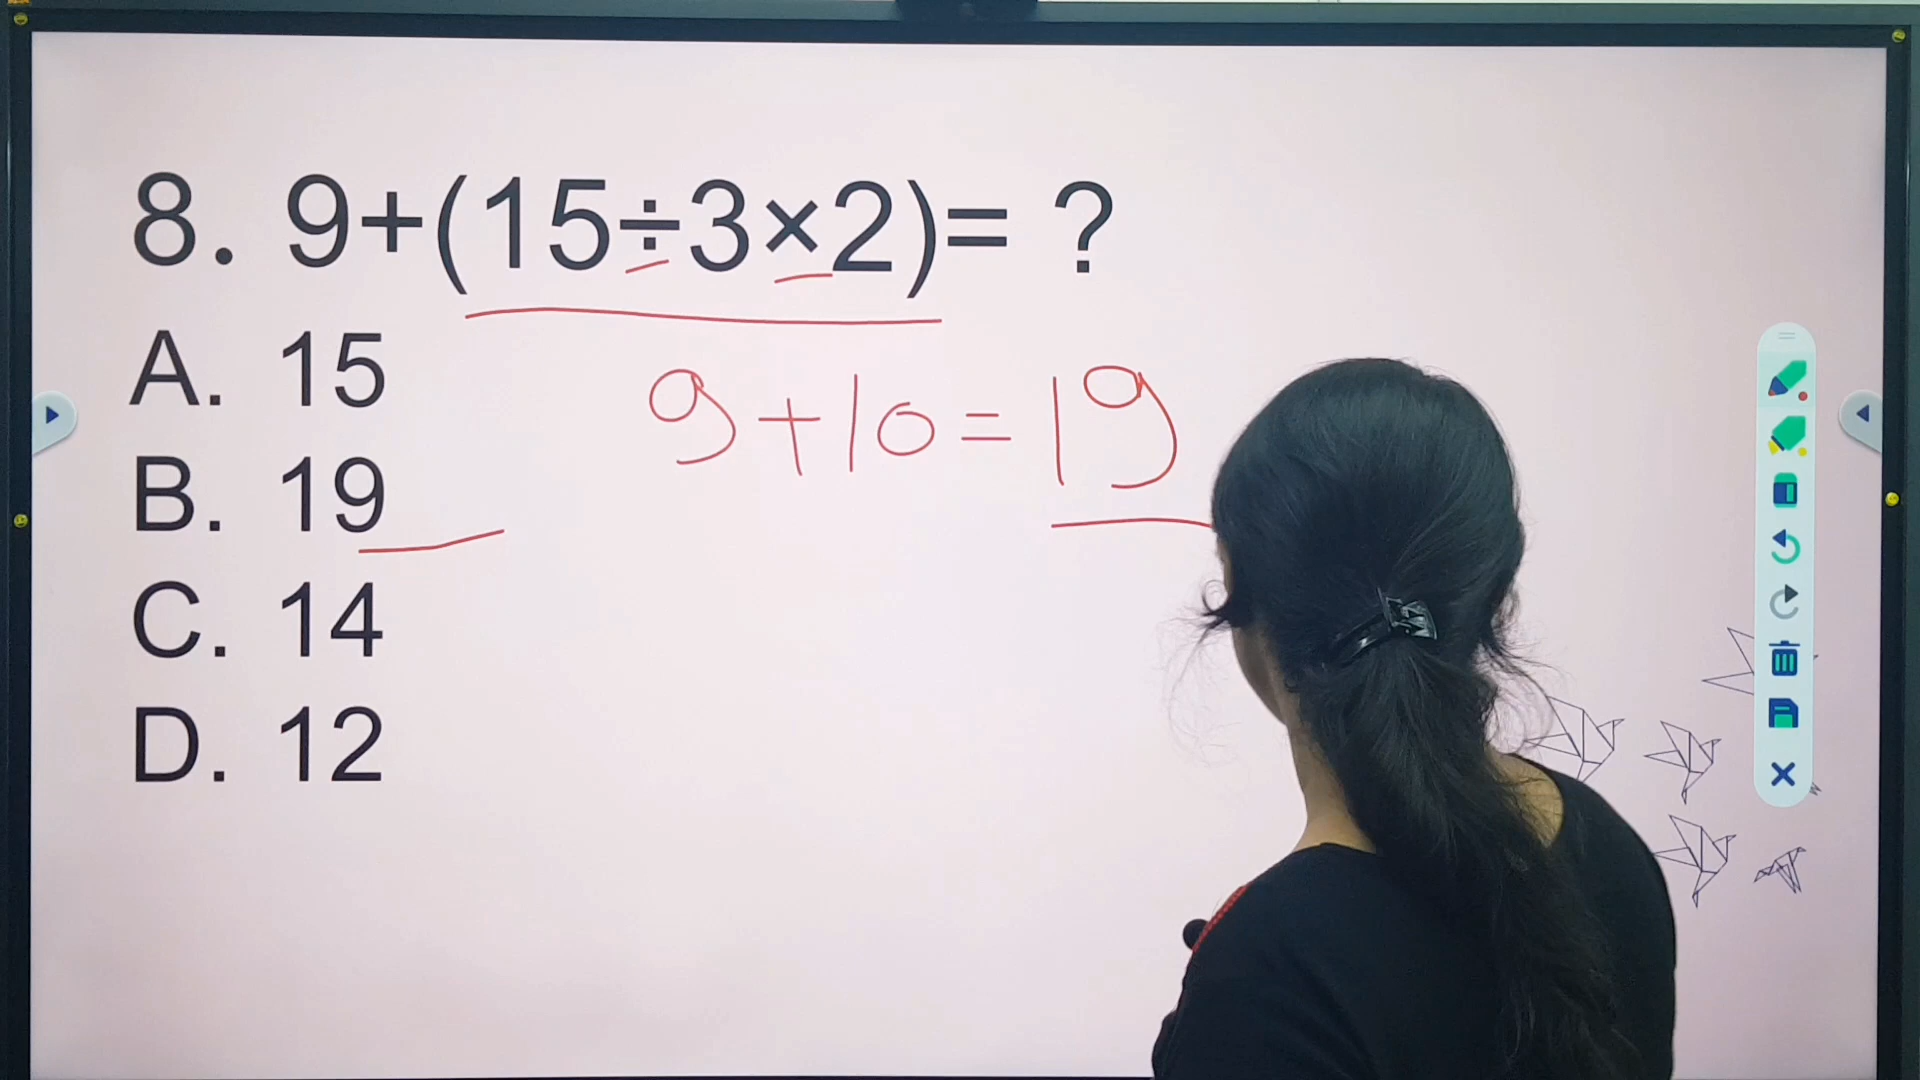 8. 9+(15÷3×2)= ?
A. 15
9+10=19
B. 19
C. 14
D. 12